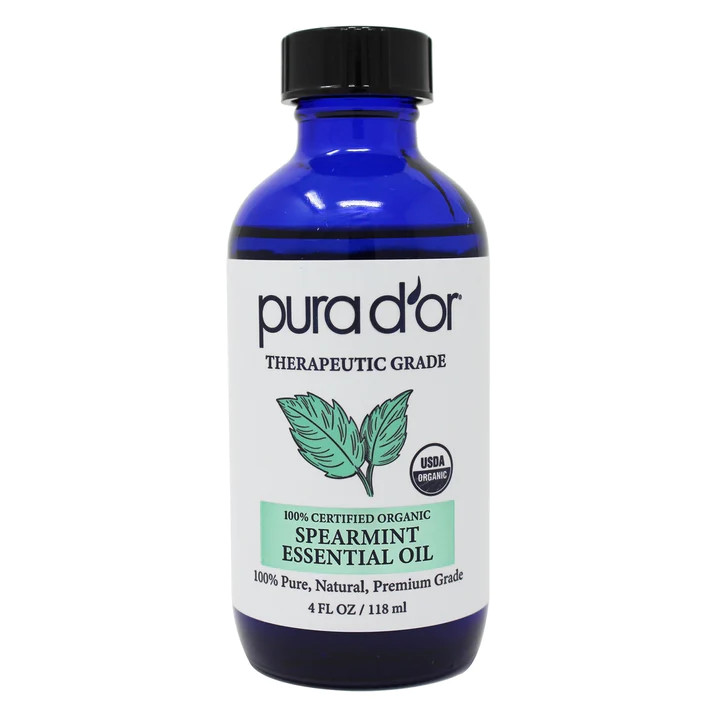 pura d'or®
THERAPEUTIC GRADE
USDA
ORGANIC
100% CERTIFIED ORGANIC
SPEARMINT
ESSENTIAL OIL
100% Pure, Natural, Premium Grade
4 FL OZ / 118 ml